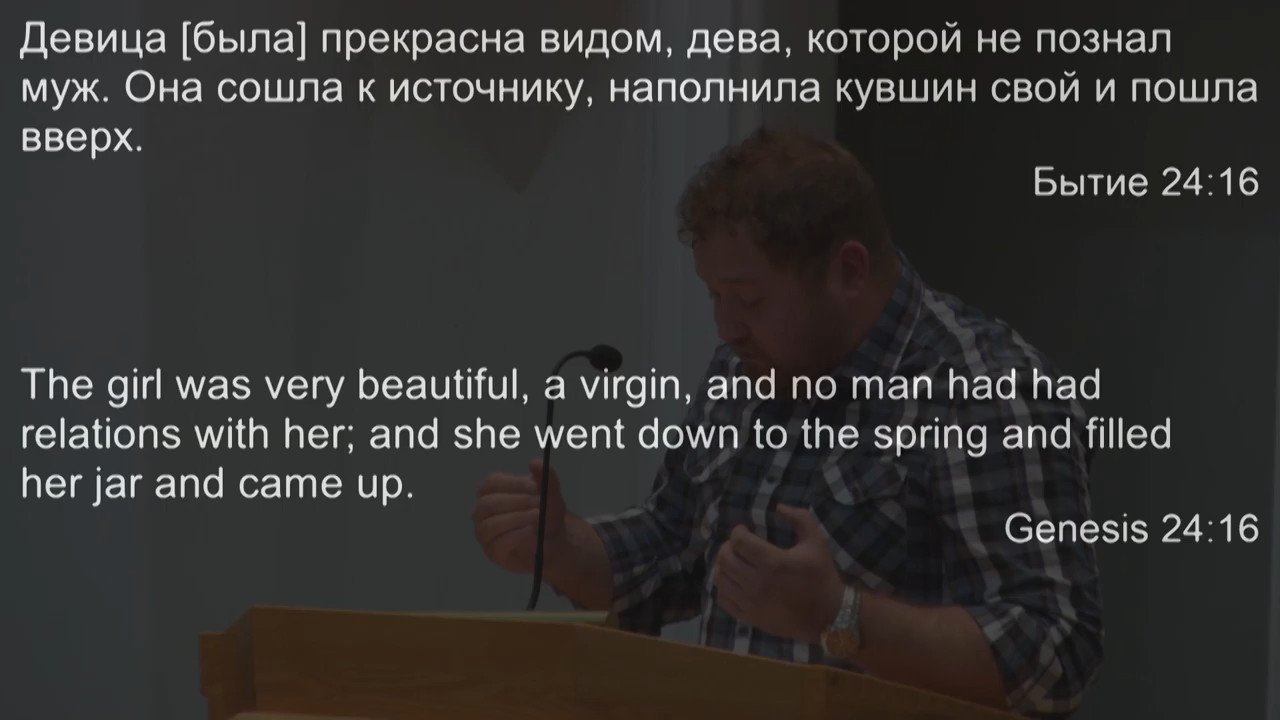 Девица [была] прекрасна видом, дева, которой не познал
муж. Она сошла к источнику, наполнила кувшин свой и пошла
вверх.
Бытие 24:16
The girl was very beautiful, a virgin, and no man had had
relations with her; and she went down to the spring and filled
her jar and came up.
Genesis 24:16